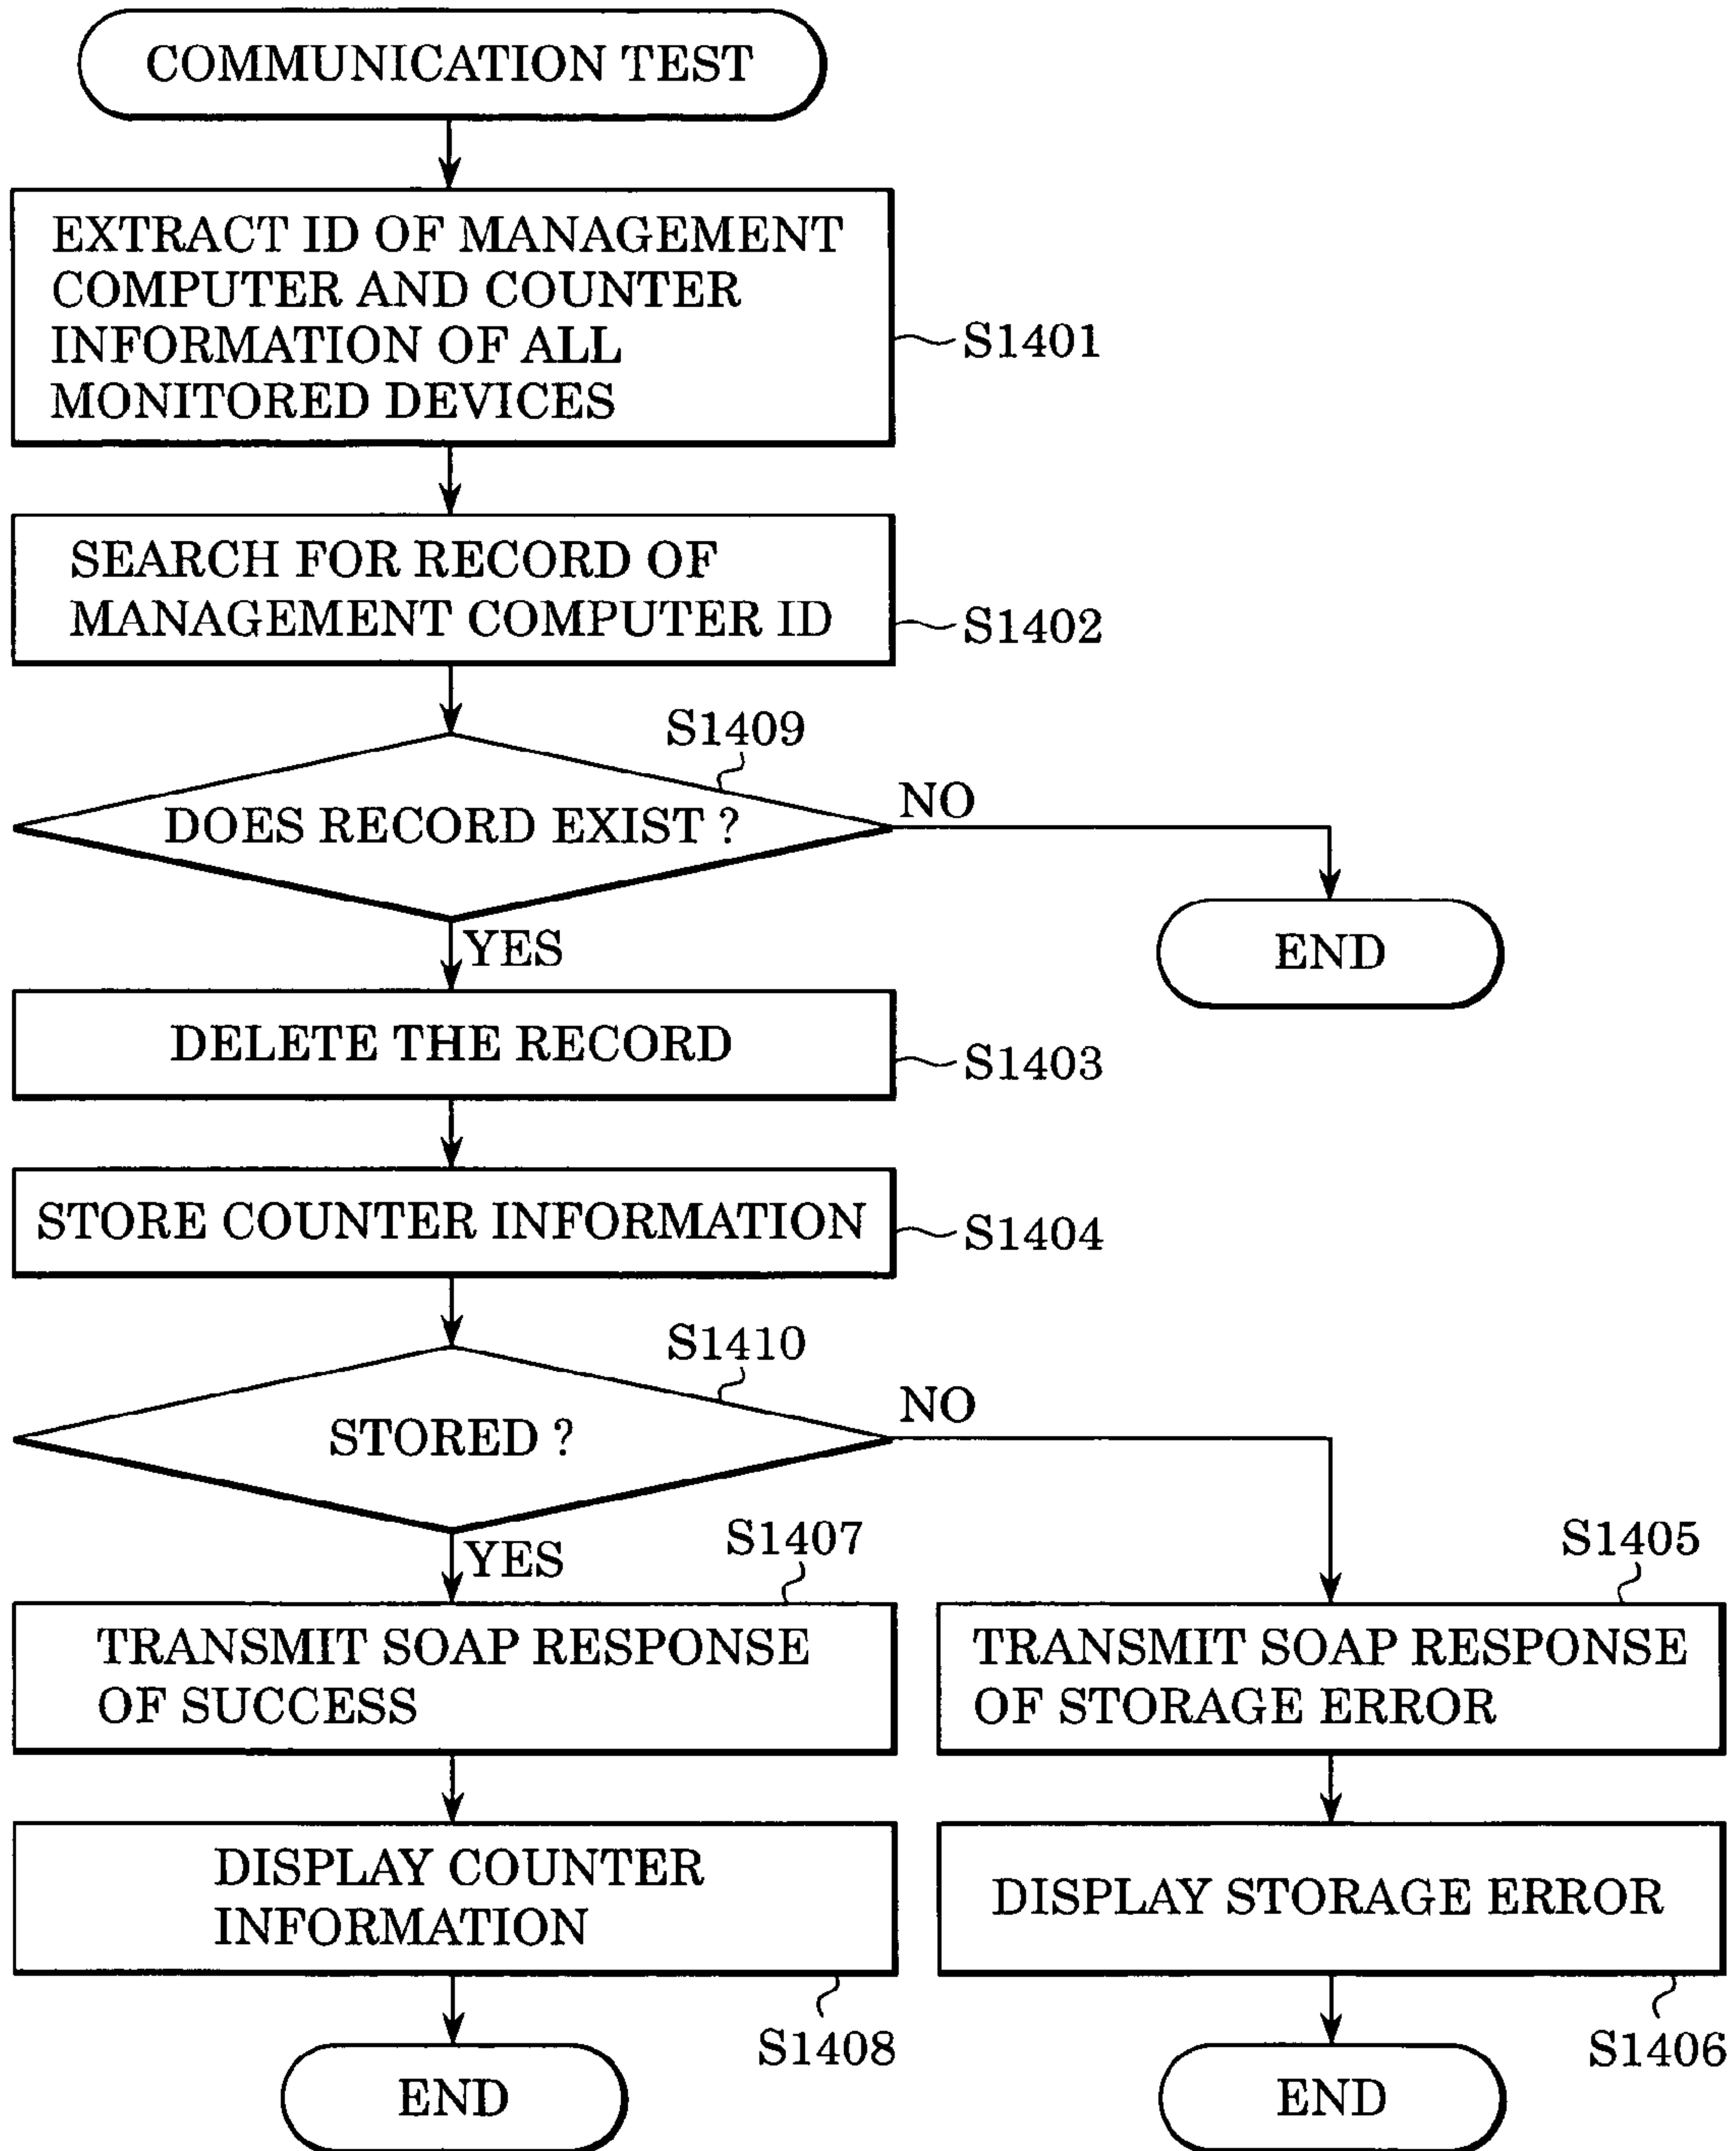 COMMUNICATION TEST
EXTRACT ID OF MANAGEMENT
COMPUTER AND COUNTER
INFORMATION OF ALL
MONITORED DEVICES
S1401
SEARCH FOR RECORD OF
MANAGEMENT COMPUTER ID
S1402
S1409
DOES RECORD EXIST ?
NO
END
YES
DELETE THE RECORD
S1403
STORE COUNTER INFORMATION
S1404
S1410
STORED ?
NO
YES
S1407
S1405
TRANSMIT SOAP RESPONSE
OF SUCCESS
TRANSMIT SOAP RESPONSE
OF STORAGE ERROR
DISPLAY COUNTER
INFORMATION
DISPLAY STORAGE ERROR
S1408
S1406
END
END